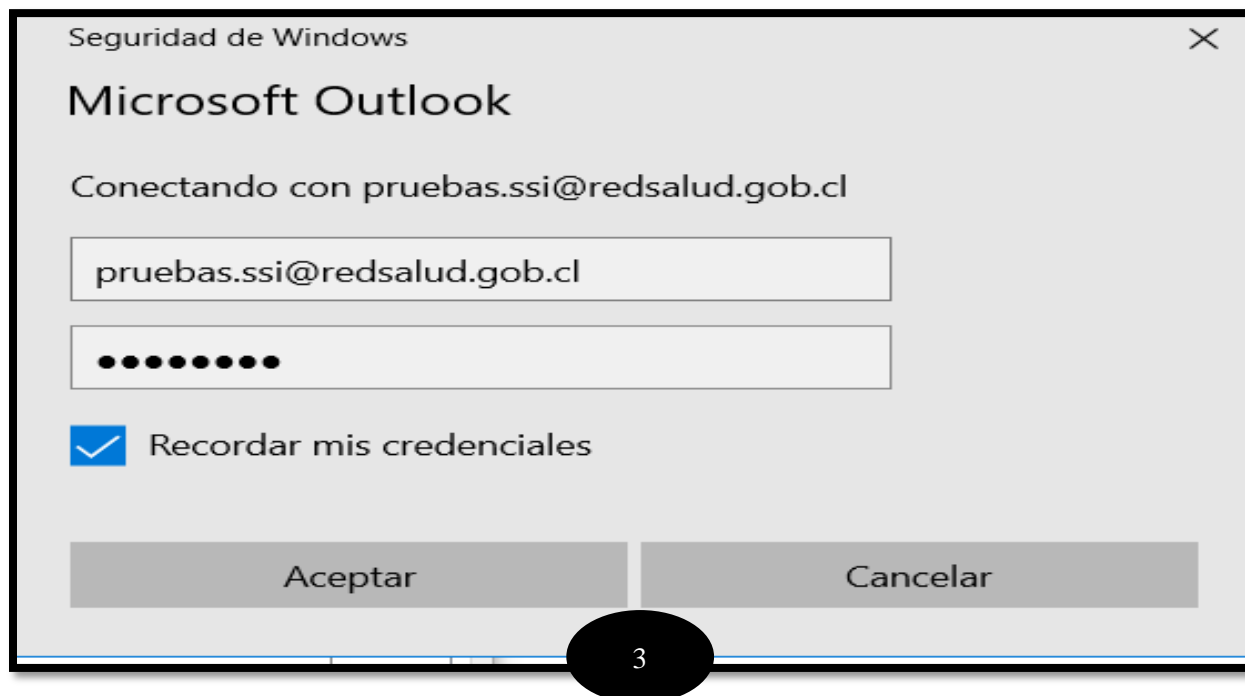 Seguridad de Windows
Microsoft Outlook
Conectando con pruebas.ssi@redsalud.gob.cl
pruebas.ssi@redsalud.gob.cl
••••••••
Recordar mis credenciales
Aceptar Cancelar
3